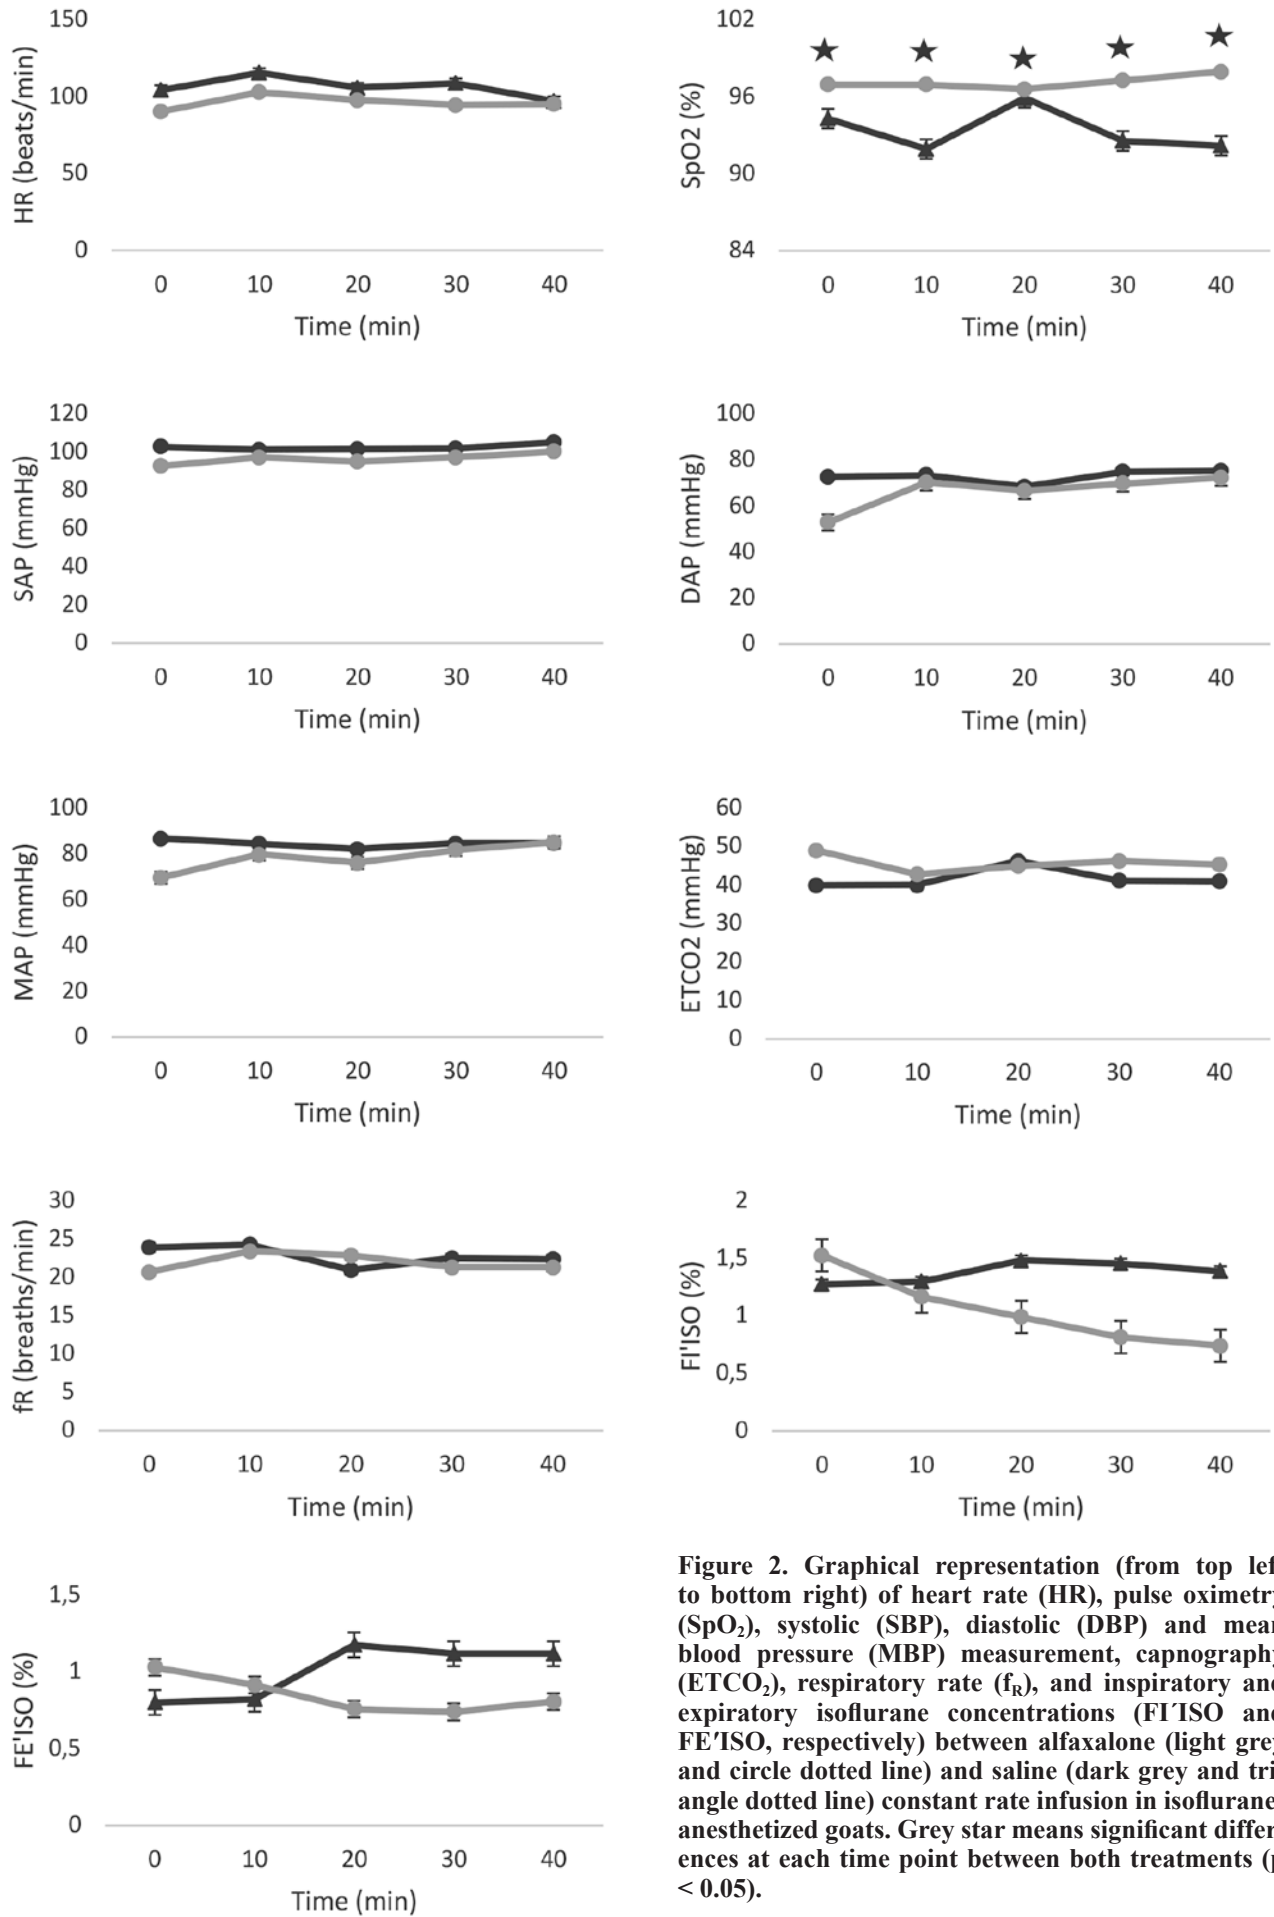 150
100
50
0
HR (beats/min)
0 10 20 30 40
Time (min)
102
96
90
84
SpO2 (%)
0 10 20 30 40
Time (min)
120
100
80
60
40
20
0
SAP (mmHg)
0 10 20 30 40
Time (min)
100
80
60
40
20
0
DAP (mmHg)
0 10 20 30 40
Time (min)
100
80
60
40
20
0
MAP (mmHg)
0 10 20 30 40
Time (min)
60
50
40
30
20
10
0
ETCO2 (mmHg)
0 10 20 30 40
Time (min)
30
25
20
15
10
5
0
fR (breaths/min)
0 10 20 30 40
Time (min)
2
1,5
1
0,5
0
FI'ISO (%)
0 10 20 30 40
Time (min)
1,5
1
0,5
0
FE'ISO (%)
0 10 20 30 40
Time (min)
Figure 2. Graphical representation (from top lef
to bottom right) of heart rate (HR), pulse oximetry
(SpO₂), systolic (SBP), diastolic (DBP) and mean
blood pressure (MBP) measurement, capnography
(ETCO₂), respiratory rate (fR), and inspiratory and
expiratory isoflurane concentrations (FI′ISO and
FE′ISO, respectively) between alfaxalone (light grey
and circle dotted line) and saline (dark grey and tri
angle dotted line) constant rate infusion in isoflurane
anesthetized goats. Grey star means significant differ
ences at each time point between both treatments (p
< 0.05).